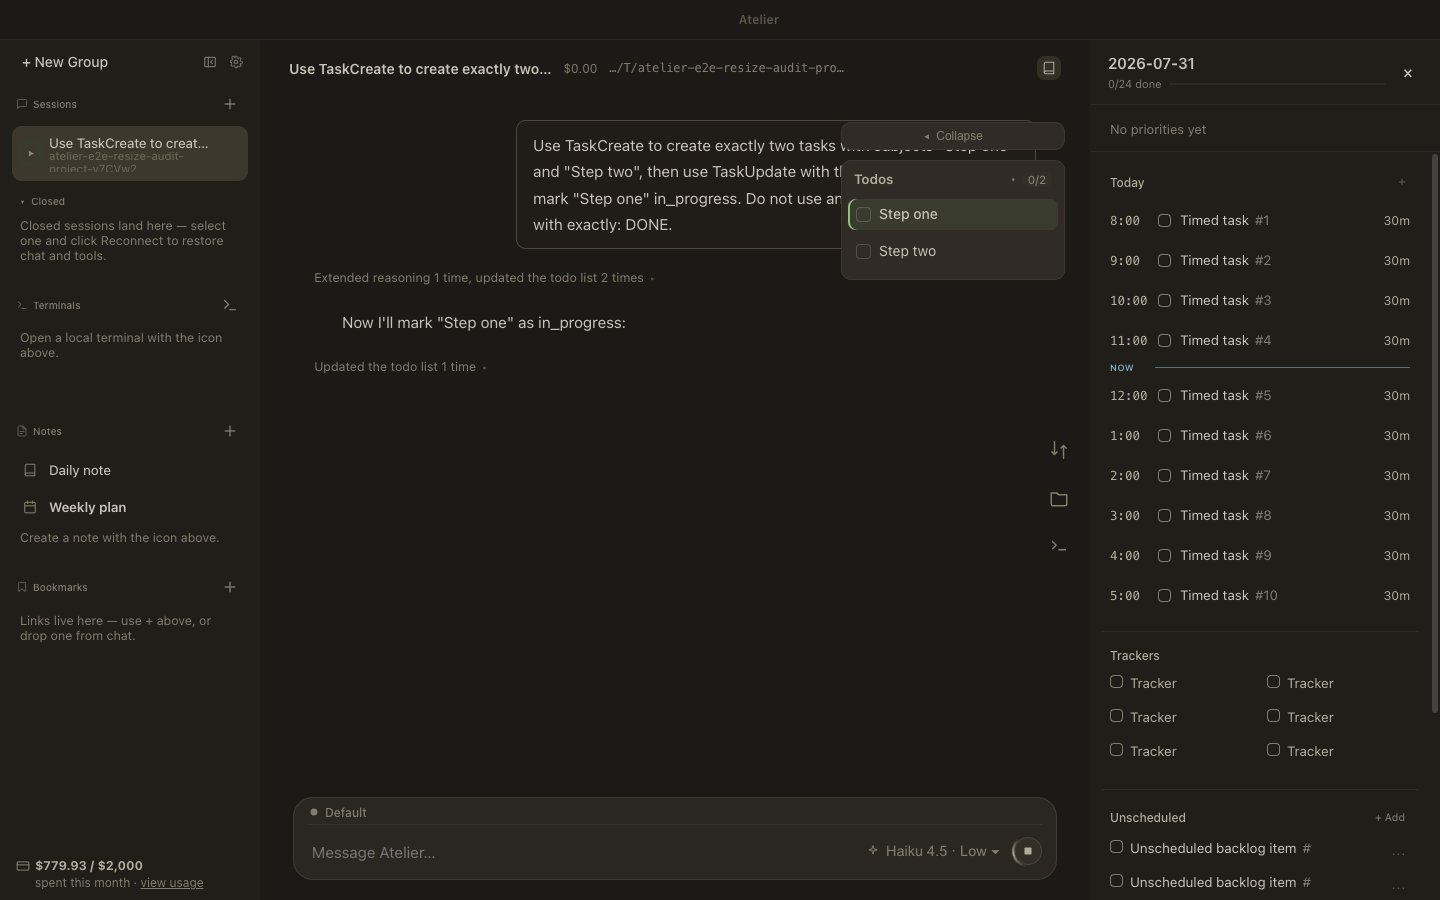 Atelier
+ New Group
Sessions
Use TaskCreate to creat...
atelier-e2e-resize-audit-
project-v7CVw2
Closed
Closed sessions land here — select
one and click Reconnect to restore
chat and tools.
Terminals
Open a local terminal with the icon
above.
Notes
Daily note
Weekly plan
Create a note with the icon above.
Bookmarks
Links live here — use + above, or
drop one from chat.
$779.93 / $2,000
spent this month · view usage
Use TaskCreate to create exactly two... $0.00 …/T/atelier-e2e-resize-audit-pro…
Use TaskCreate to create exactly two tasks with subjects "Step one"
and "Step two", then use TaskUpdate with
mark "Step one" in_progress. Do not use
with exactly: DONE.
Collapse
Todos 0/2
Step one
Step two
Extended reasoning 1 time, updated the todo list 2 times
Now I'll mark "Step one" as in_progress:
Updated the todo list 1 time
Default
Message Atelier...
Haiku 4.5 · Low
2026-07-31
0/24 done
No priorities yet
Today
8:00 Timed task #1 30m
9:00 Timed task #2 30m
10:00 Timed task #3 30m
11:00 Timed task #4 30m
NOW
12:00 Timed task #5 30m
1:00 Timed task #6 30m
2:00 Timed task #7 30m
3:00 Timed task #8 30m
4:00 Timed task #9 30m
5:00 Timed task #10 30m
Trackers
Tracker Tracker
Tracker Tracker
Tracker Tracker
Unscheduled + Add
Unscheduled backlog item # ...
Unscheduled backlog item # ...